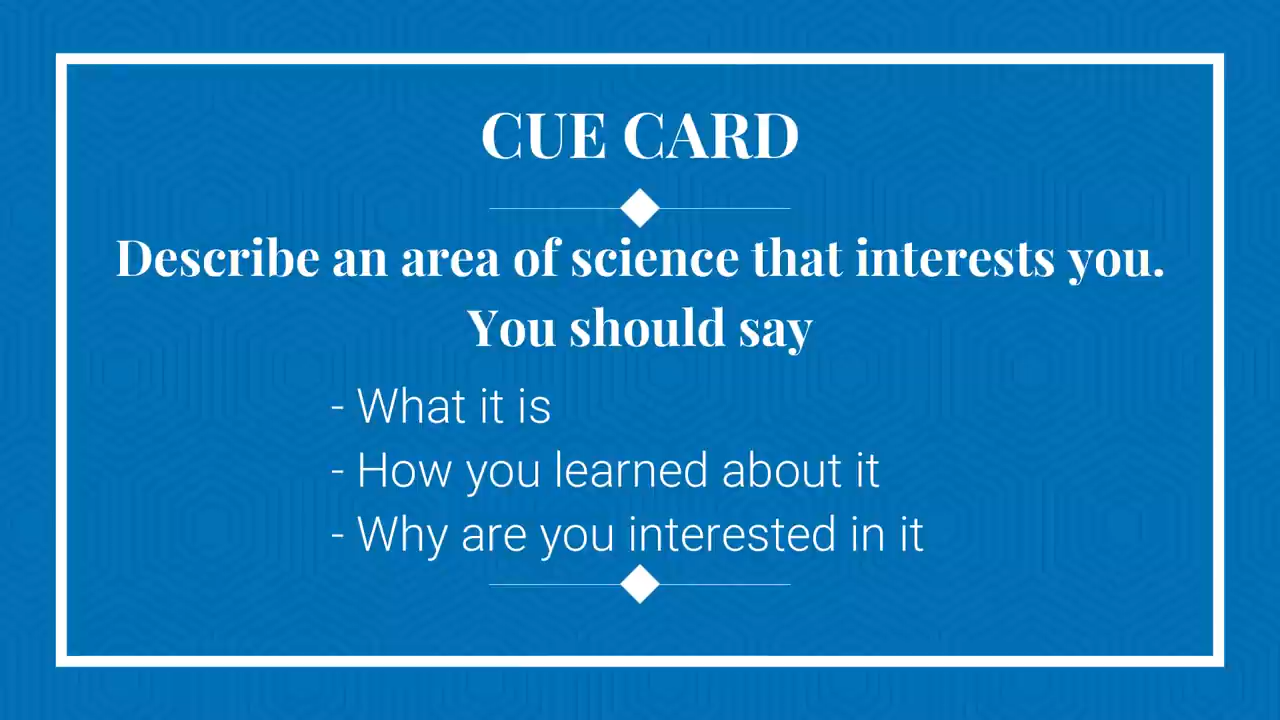 CUE CARD
Describe an area of science that interests you.
You should say
- What it is
- How you learned about it
- Why are you interested in it